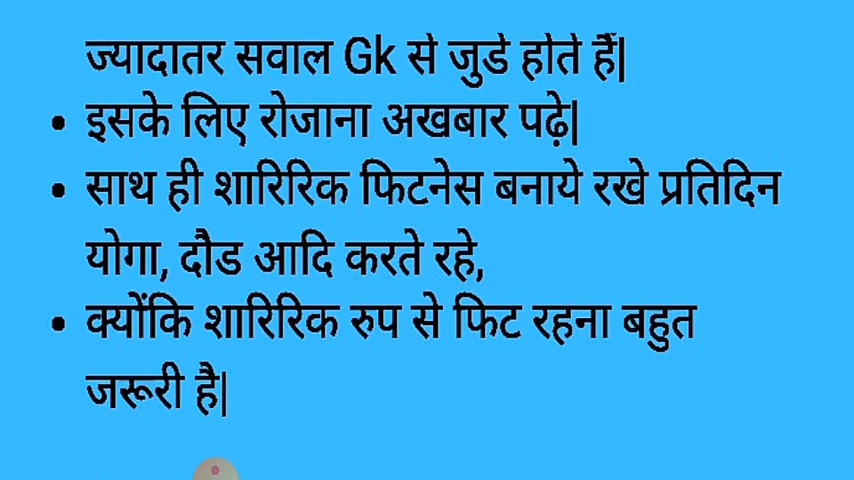 ज्यादातर सवाल Gk से जुडे होते हैं|
• इसके लिए रोजाना अखबार पढ़े|
• साथ ही शारिरिक फिटनेस बनाये रखे प्रतिदिन
योगा, दौड आदि करते रहे,
• क्योंकि शारिरिक रुप से फिट रहना बहुत
जरूरी है|